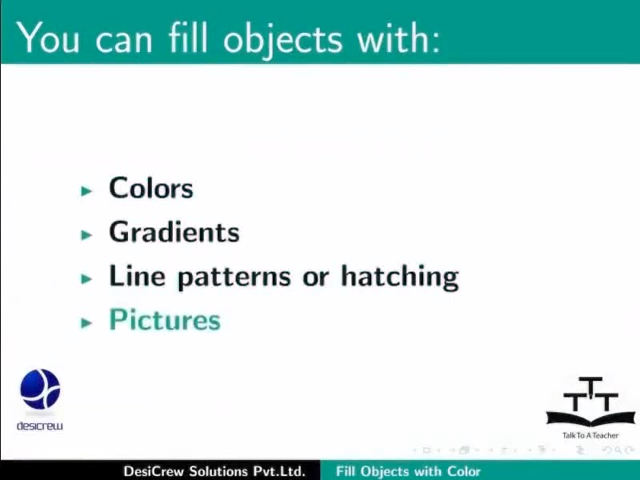 You can fill objects with:
Colors
Gradients
Line patterns or hatching
Pictures
desicrew
TTT
Talk To A Teacher
DesiCrew Solutions Pvt.Ltd.
Fill Objects with Color